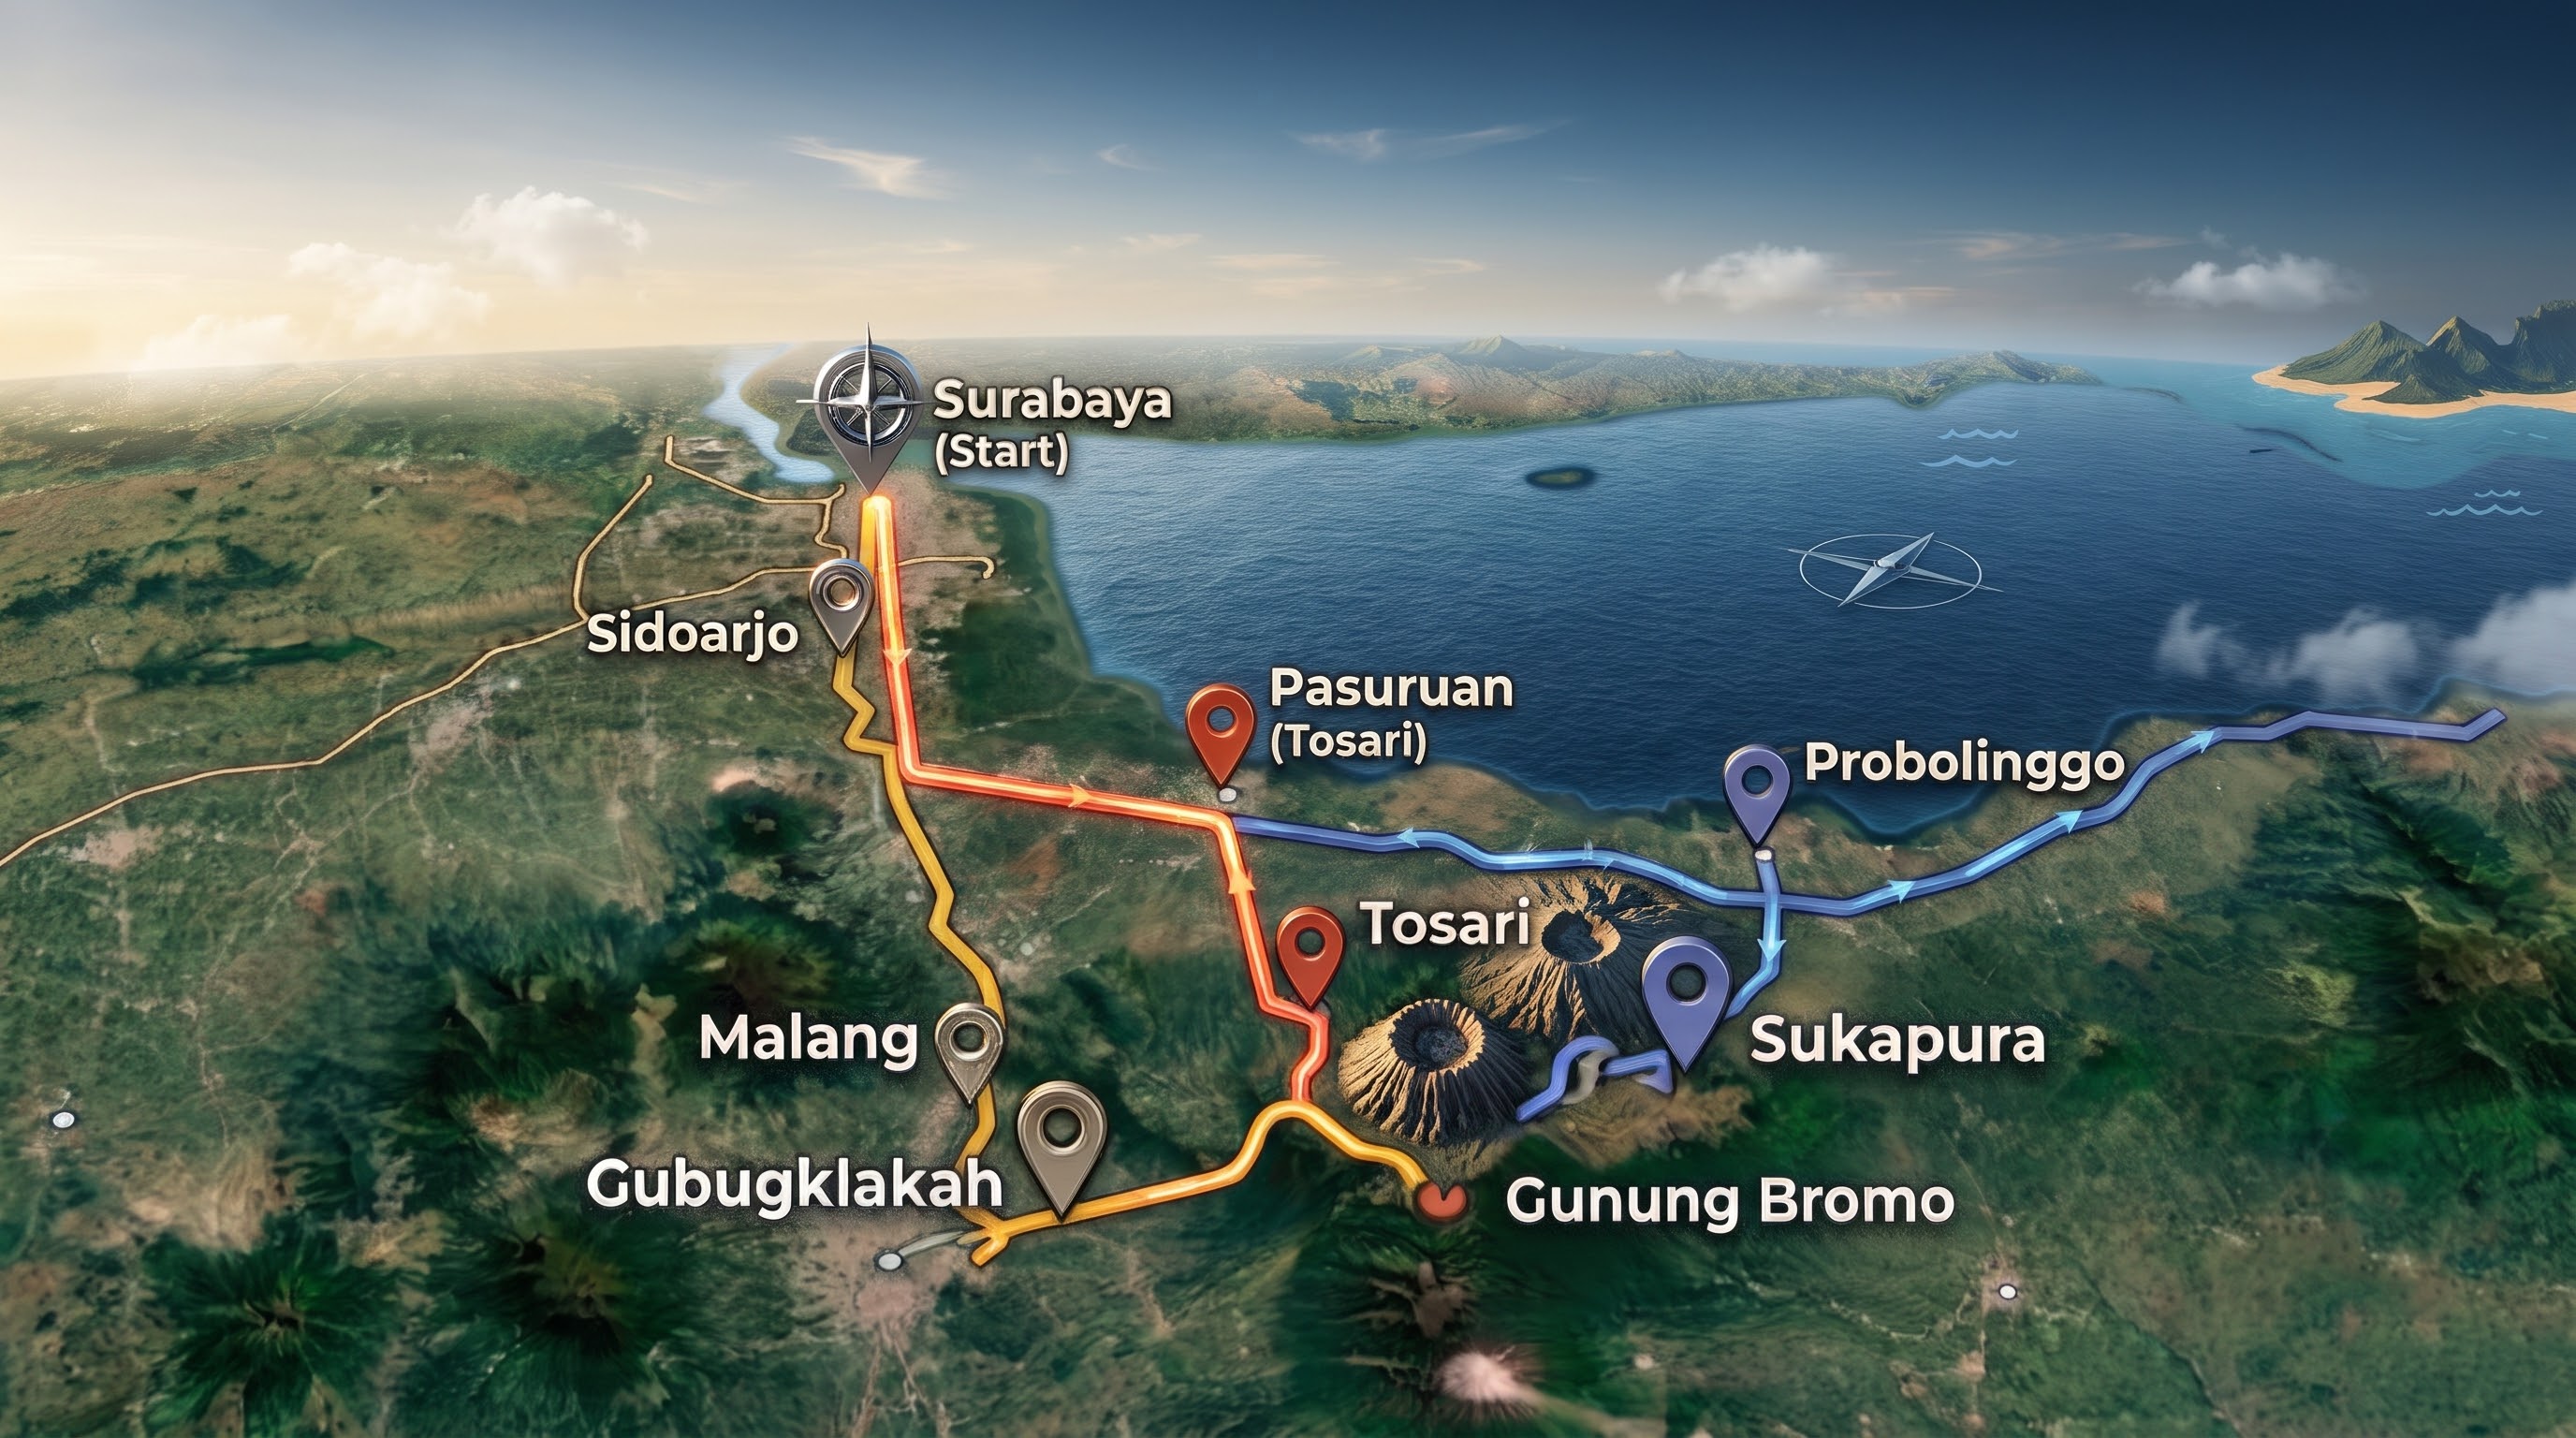 Surabaya
(Start)
Sidoarjo
Pasuruan
(Tosari)
Probolinggo
Tosari
Malang
Sukapura
Gubugklakah
Gunung Bromo